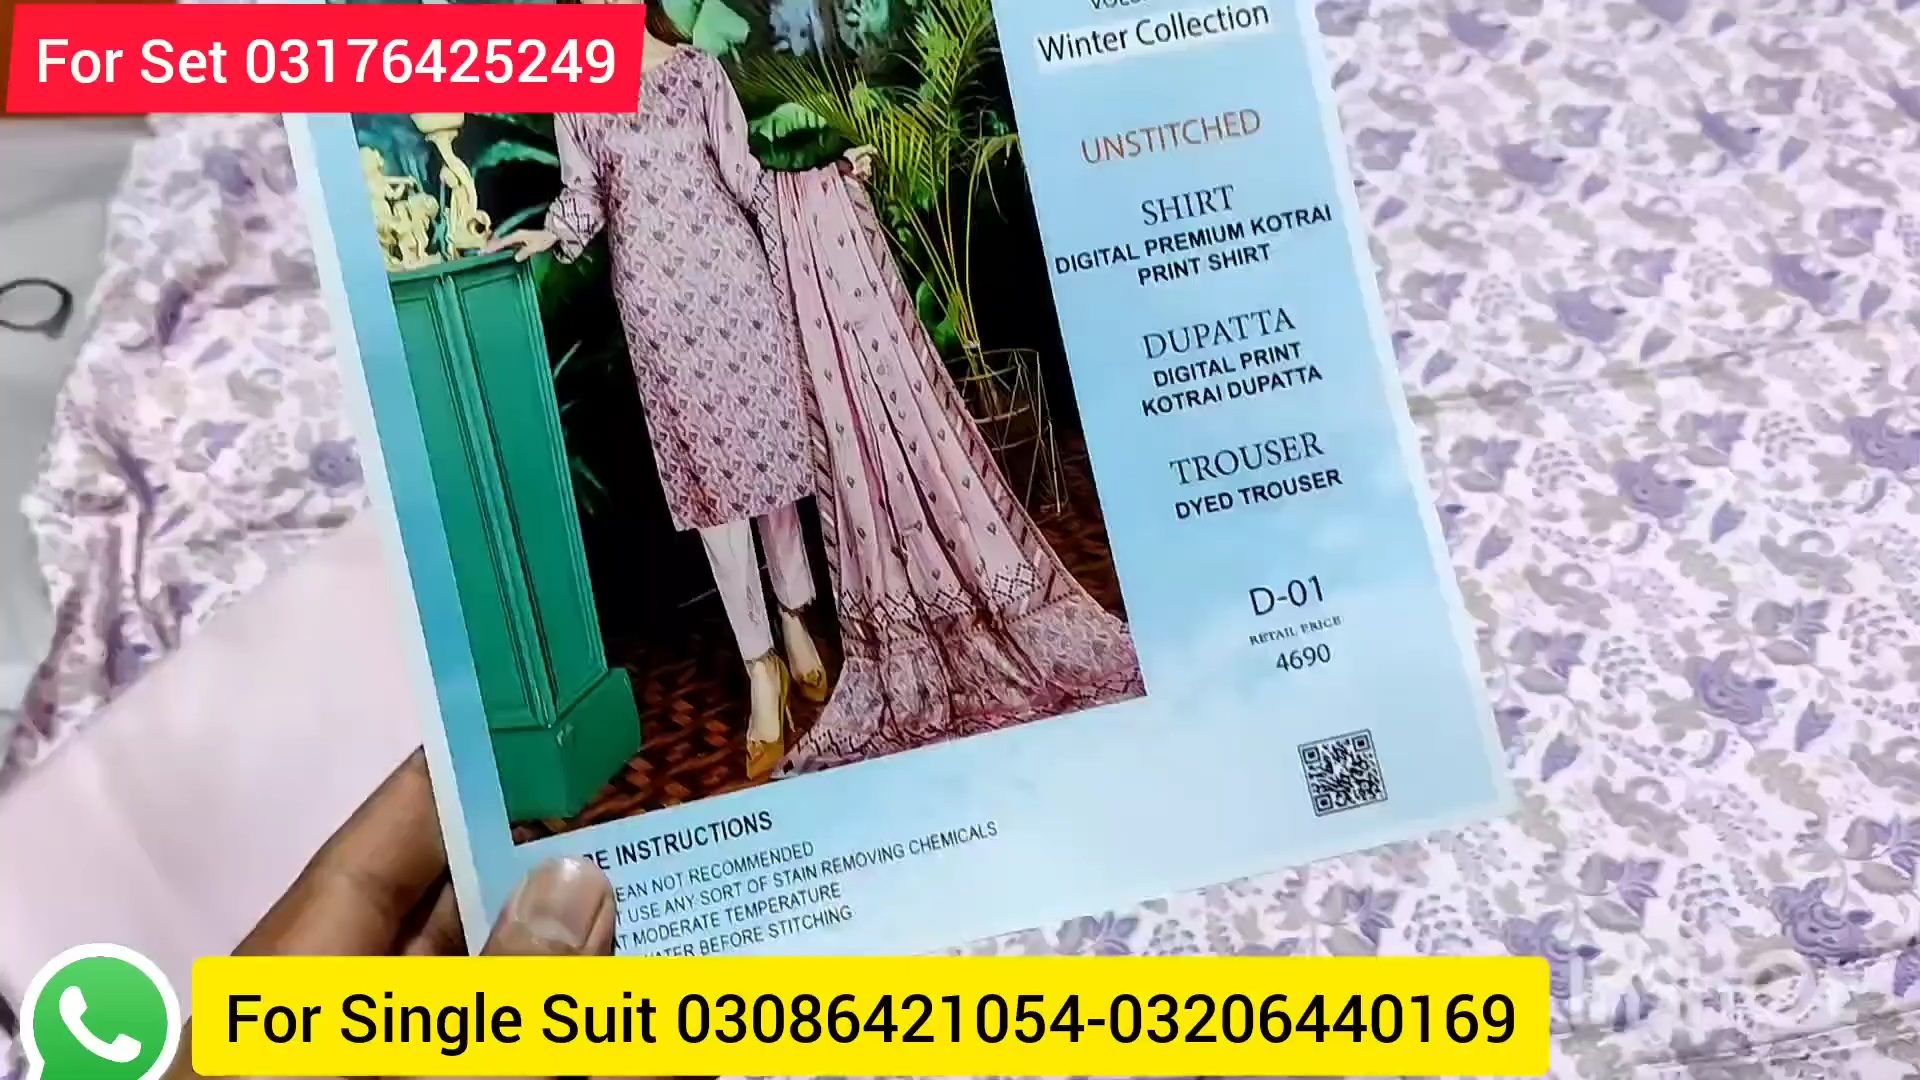 For Set 03176425249
Winter Collection
UNSTITCHED
SHIRT
DIGITAL PREMIUM KOTRAI
PRINT SHIRT
DUPATTA
DIGITAL PRINT
KOTRAI DUPATTA
TROUSER
DYED TROUSER
D-01
RETAIL PRICE
4690
INSTRUCTIONS
NOT RECOMMENDED
USE ANY SORT OF STAIN REMOVING CHEMICALS
AT MODERATE TEMPERATURE
BEFORE STITCHING
For Single Suit 03086421054-03206440169